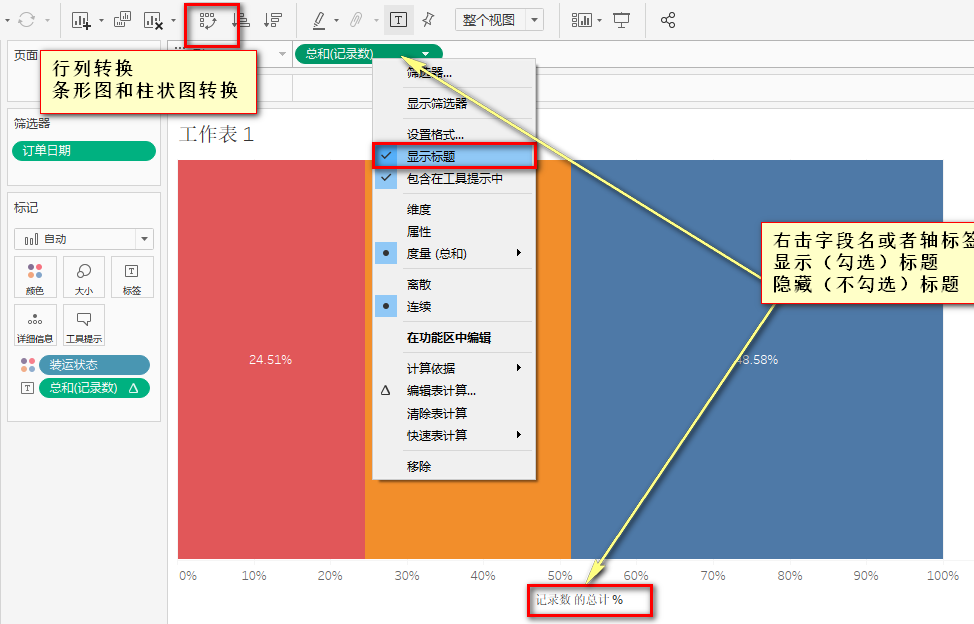 整个视图
页面
行列转换
条形图和柱状图转换
总和(记录数)
筛选器...
显示筛选器
设置格式...
显示标题
包含在工具提示中
维度
属性
度量 (总和)
离散
连续
在功能区中编辑
计算依据
编辑表计算...
清除表计算
快速表计算
移除
筛选器
订单日期
标记
自动
颜色
大小
标签
详细信息
工具提示
装运状态
总和(记录数)
工作表 1
右击字段名或者轴标签
显示（勾选）标题
隐藏（不勾选）标题
24.51%
48.58%
0%
10%
20%
30%
40%
50%
60%
70%
80%
90%
100%
记录数 的总计 %